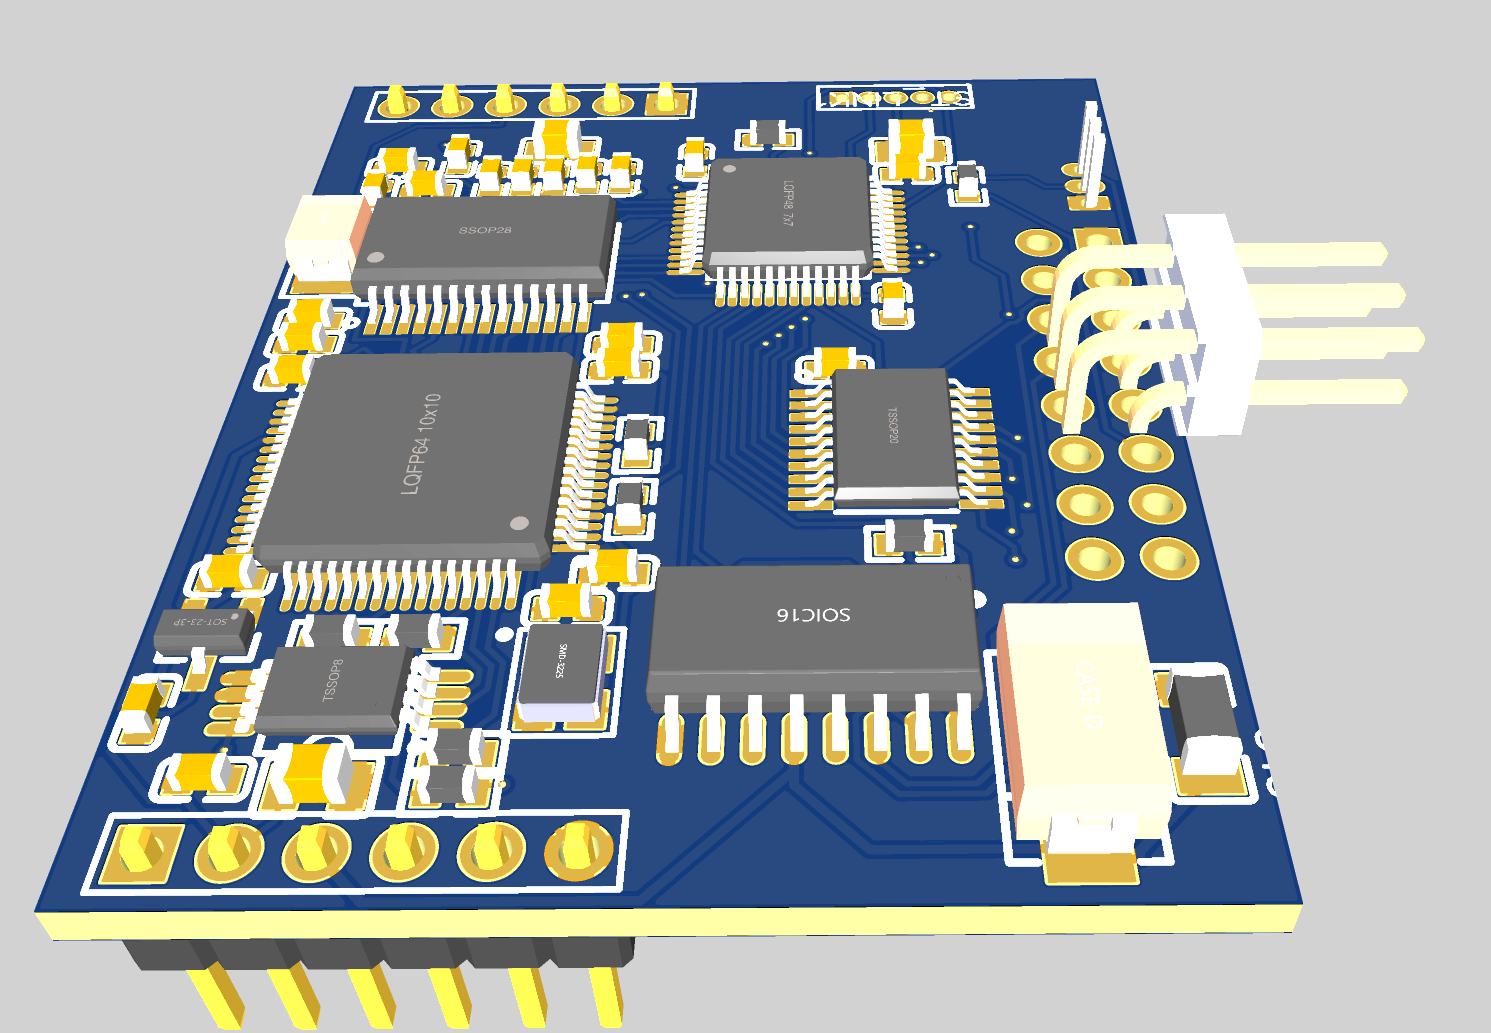 SSOP28
LQFP48 7x7
LQFP64 10x10
TSSOP20
SOIC16
SOT-23-3P
TSSOP8
SMD-3225
CASE-D